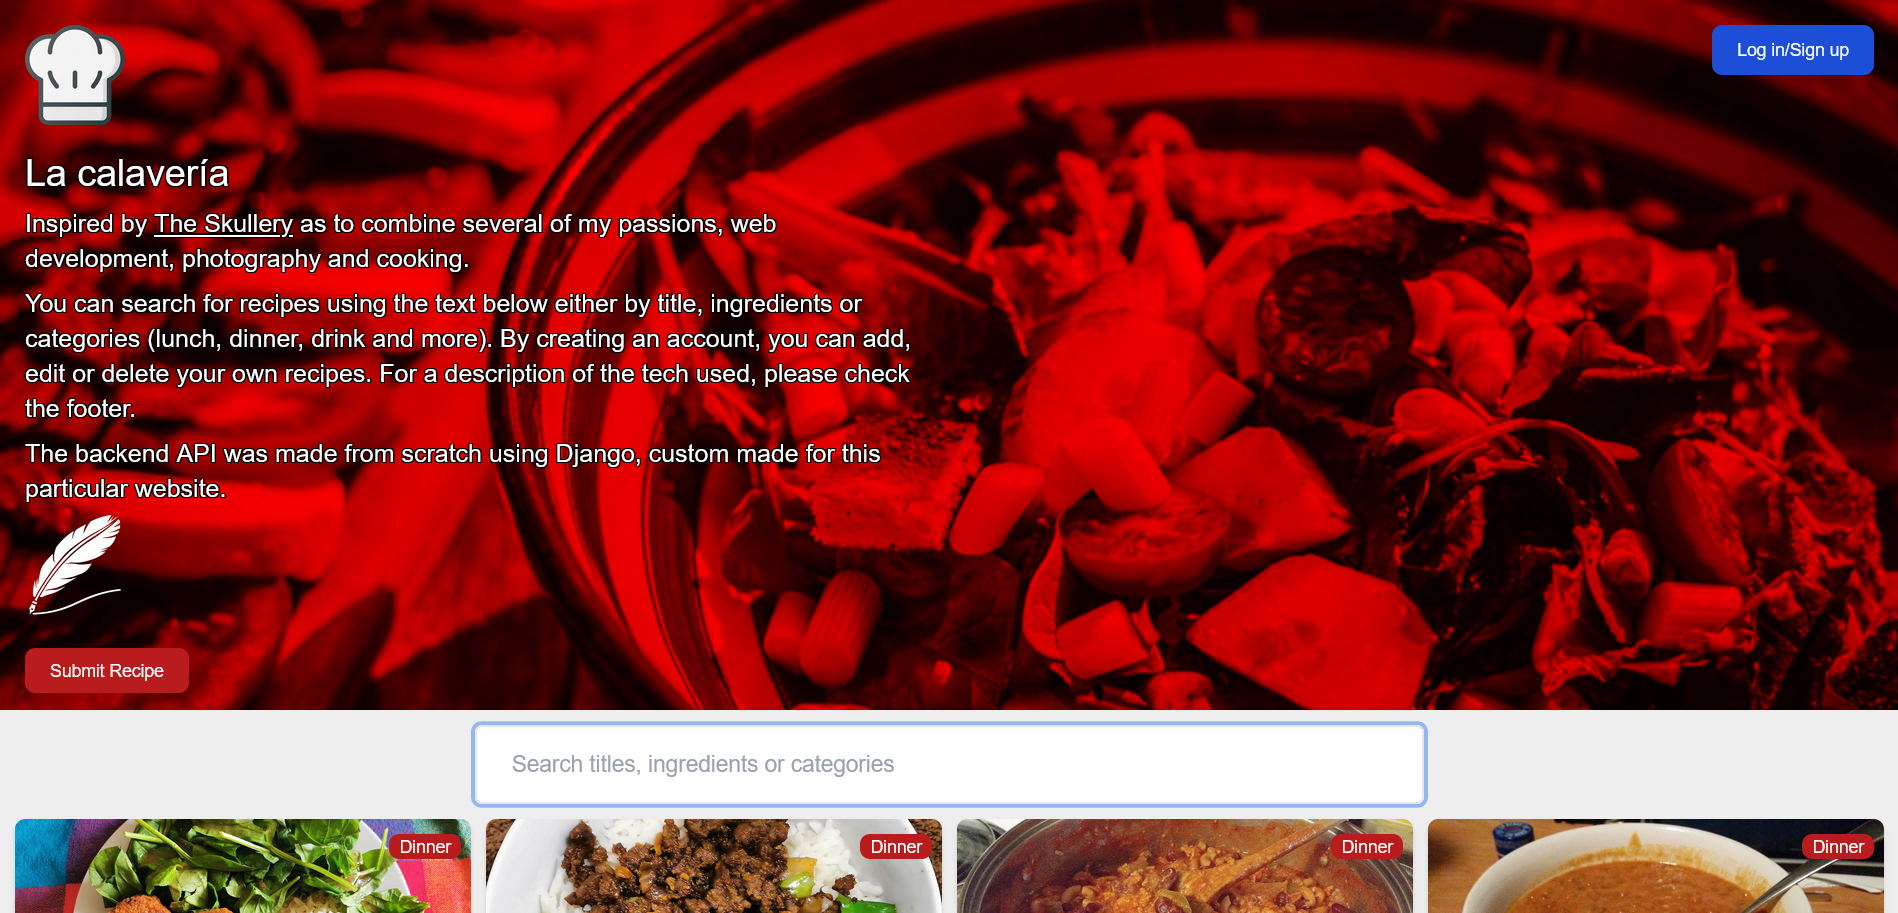 Log in/Sign up
La calavería
Inspired by The Skullery as to combine several of my passions, web
development, photography and cooking.
You can search for recipes using the text below either by title, ingredients or
categories (lunch, dinner, drink and more). By creating an account, you can add,
edit or delete your own recipes. For a description of the tech used, please check
the footer.
The backend API was made from scratch using Django, custom made for this
particular website.
Submit Recipe
Search titles, ingredients or categories
Dinner
Dinner
Dinner
Dinner